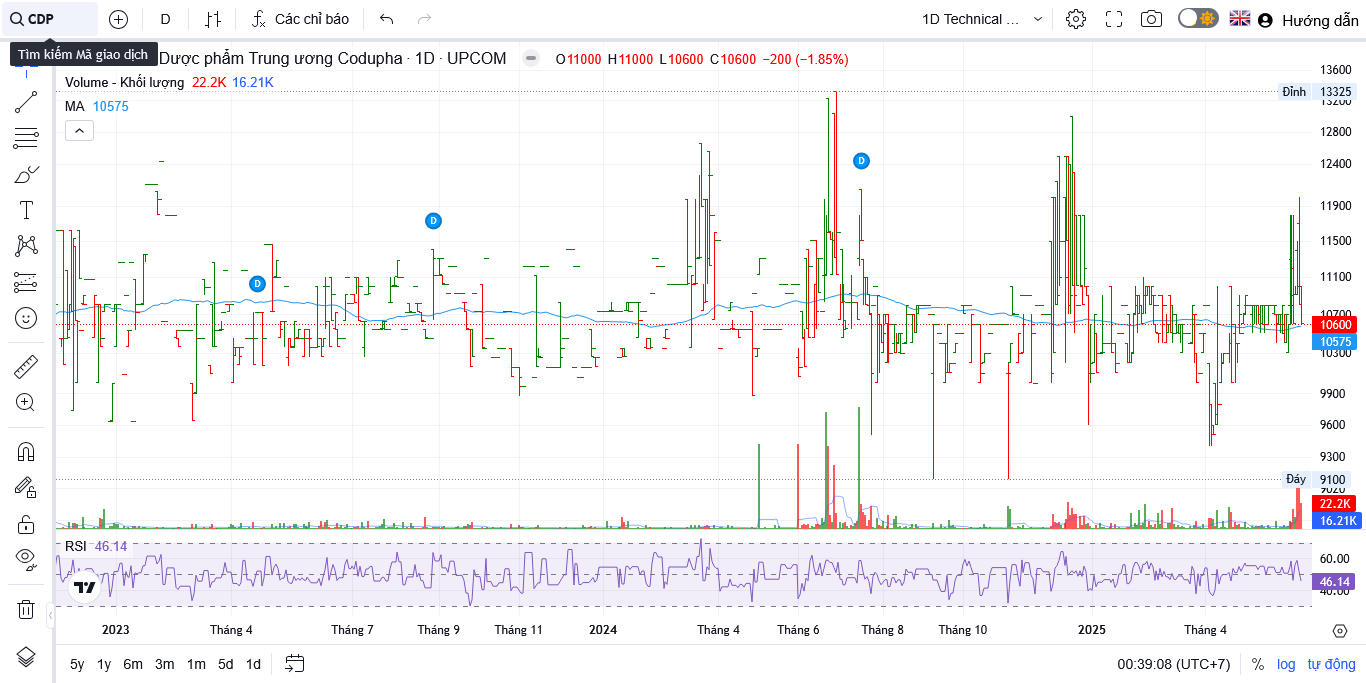 CDP
D
Các chỉ báo
1D Technical ...
Hướng dẫn
Tìm kiếm Mã giao dịch
Dược phẩm Trung ương Codupha · 1D · UPCOM
O11000 H11000 L10600 C10600 −200 (−1.85%)
Volume - Khối lượng 22.2K 16.21K
MA 10575
13600
Đỉnh 13325
13200
12800
12400
11900
11500
11100
10700
10600
10575
10300
9900
9600
9300
Đáy 9100
9020
22.2K
16.21K
D
D
D
RSI 46.14
60.00
46.14
40.00
2023 Tháng 4 Tháng 7 Tháng 9 Tháng 11 2024 Tháng 4 Tháng 6 Tháng 8 Tháng 10 2025 Tháng 4
5y 1y 6m 3m 1m 5d 1d
00:39:08 (UTC+7) % log tự động